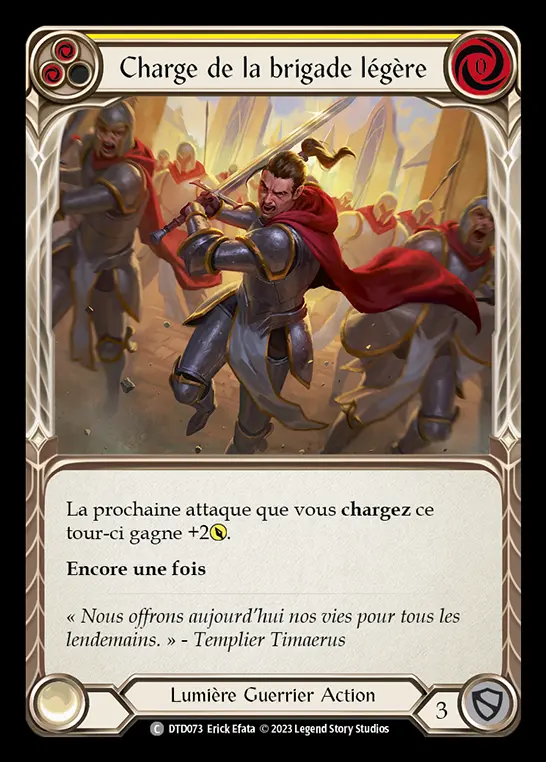 Charge de la brigade légère
0
La prochaine attaque que vous chargez ce
tour-ci gagne +2.
Encore une fois
« Nous offrons aujourd'hui nos vies pour tous les
lendemains. » - Templier Timaerus
Lumière Guerrier Action
3
C DTD073 Erick Efata © 2023 Legend Story Studios